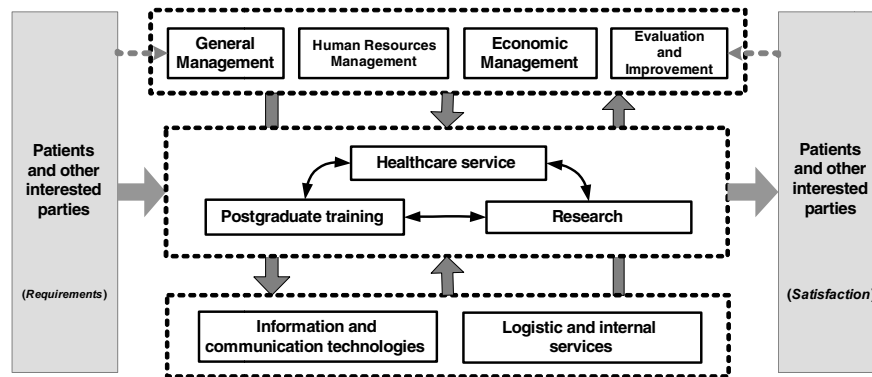 General
Management
Human Resources
Management
Economic
Management
Evaluation
and
Improvement
Patients
and other
interested
parties
(Requirements)
Healthcare service
Postgraduate training
Research
Patients
and other
interested
parties
(Satisfaction)
Information and
communication technologies
Logistic and internal
services